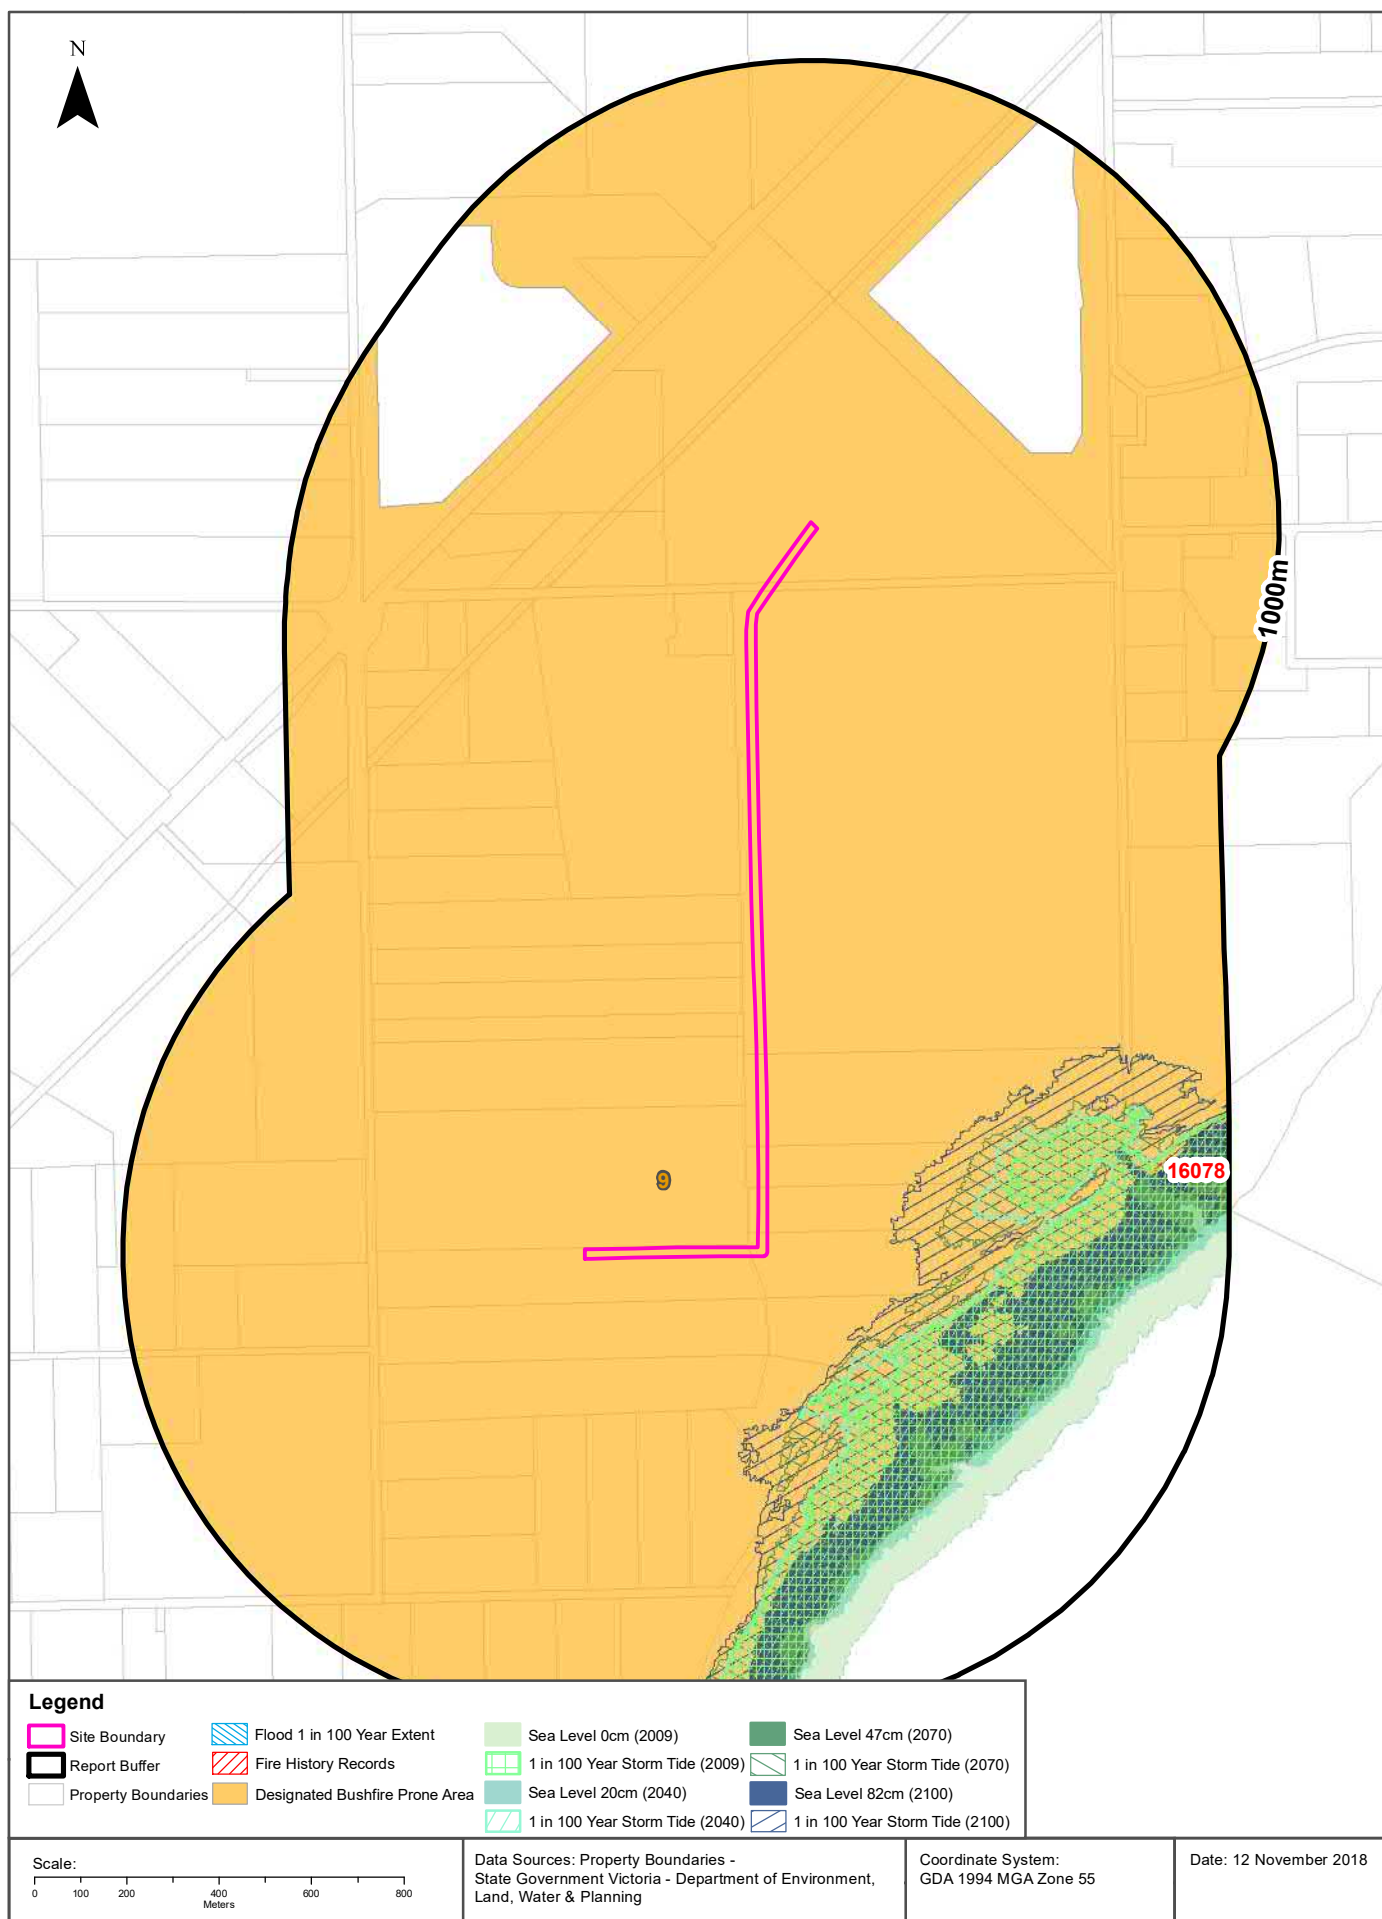 N
1000m
16078
9
Legend
Site Boundary
Report Buffer
Property Boundaries
Flood 1 in 100 Year Extent
Fire History Records
Designated Bushfire Prone Area
Sea Level 0cm (2009)
1 in 100 Year Storm Tide (2009)
Sea Level 20cm (2040)
1 in 100 Year Storm Tide (2040)
Sea Level 47cm (2070)
1 in 100 Year Storm Tide (2070)
Sea Level 82cm (2100)
1 in 100 Year Storm Tide (2100)
Scale:
0 100 200 400 600 800
Meters
Data Sources: Property Boundaries -
State Government Victoria - Department of Environment,
Land, Water & Planning
Coordinate System:
GDA 1994 MGA Zone 55
Date: 12 November 2018